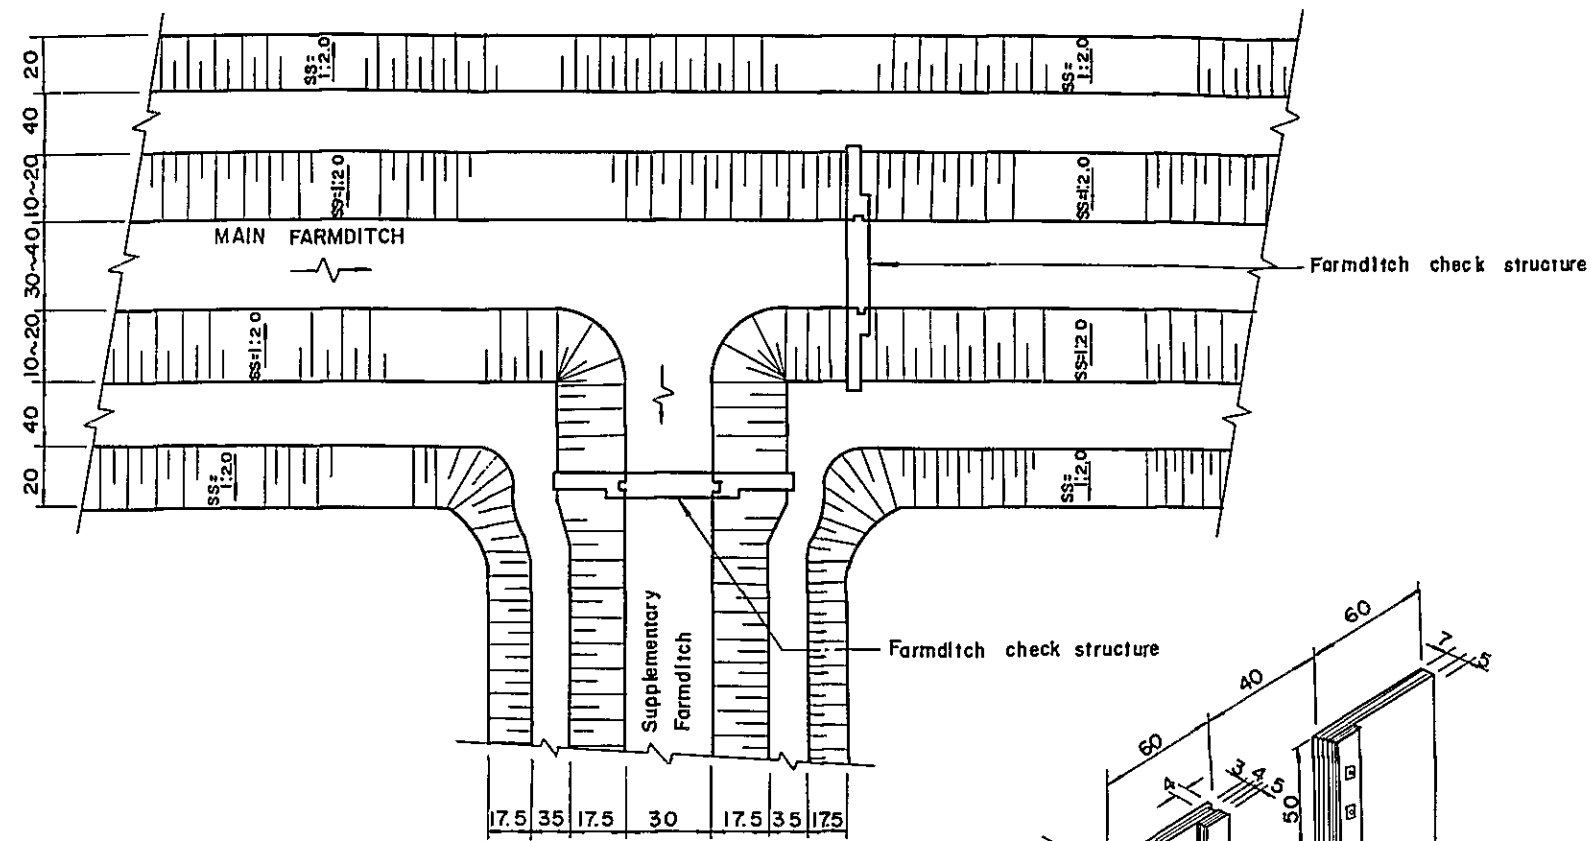 20
40
10~20
30~40
10~20
40
20
SS=
1:2.0
SS=
1:2.0
SS=1:2.0
SS=1:2.0
MAIN FARMDITCH
Farmditch check structure
SS=1:2.0
SS=1:2.0
SS=
1:2.0
SS=
1:2.0
Supplementary
Farmditch
Farmditch check structure
17.5
35
17.5
30
17.5
35
17.5
60
40
60
7
5
4
3
4
5
50